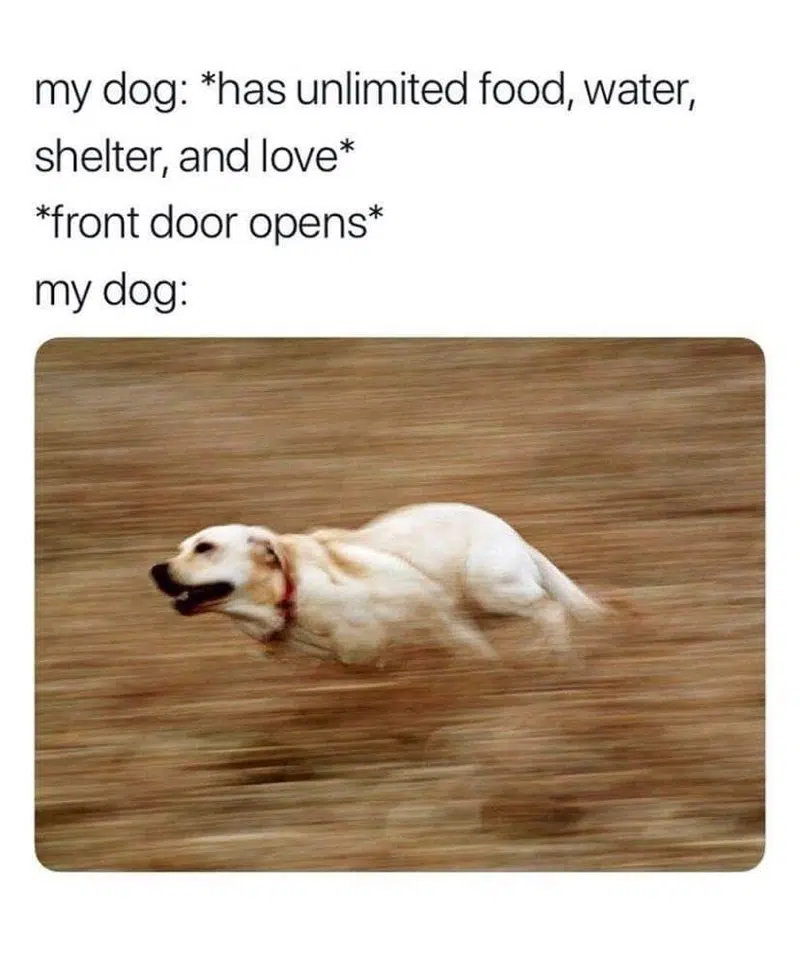 my dog: *has unlimited food, water,
shelter, and love*
*front door opens*
my dog: